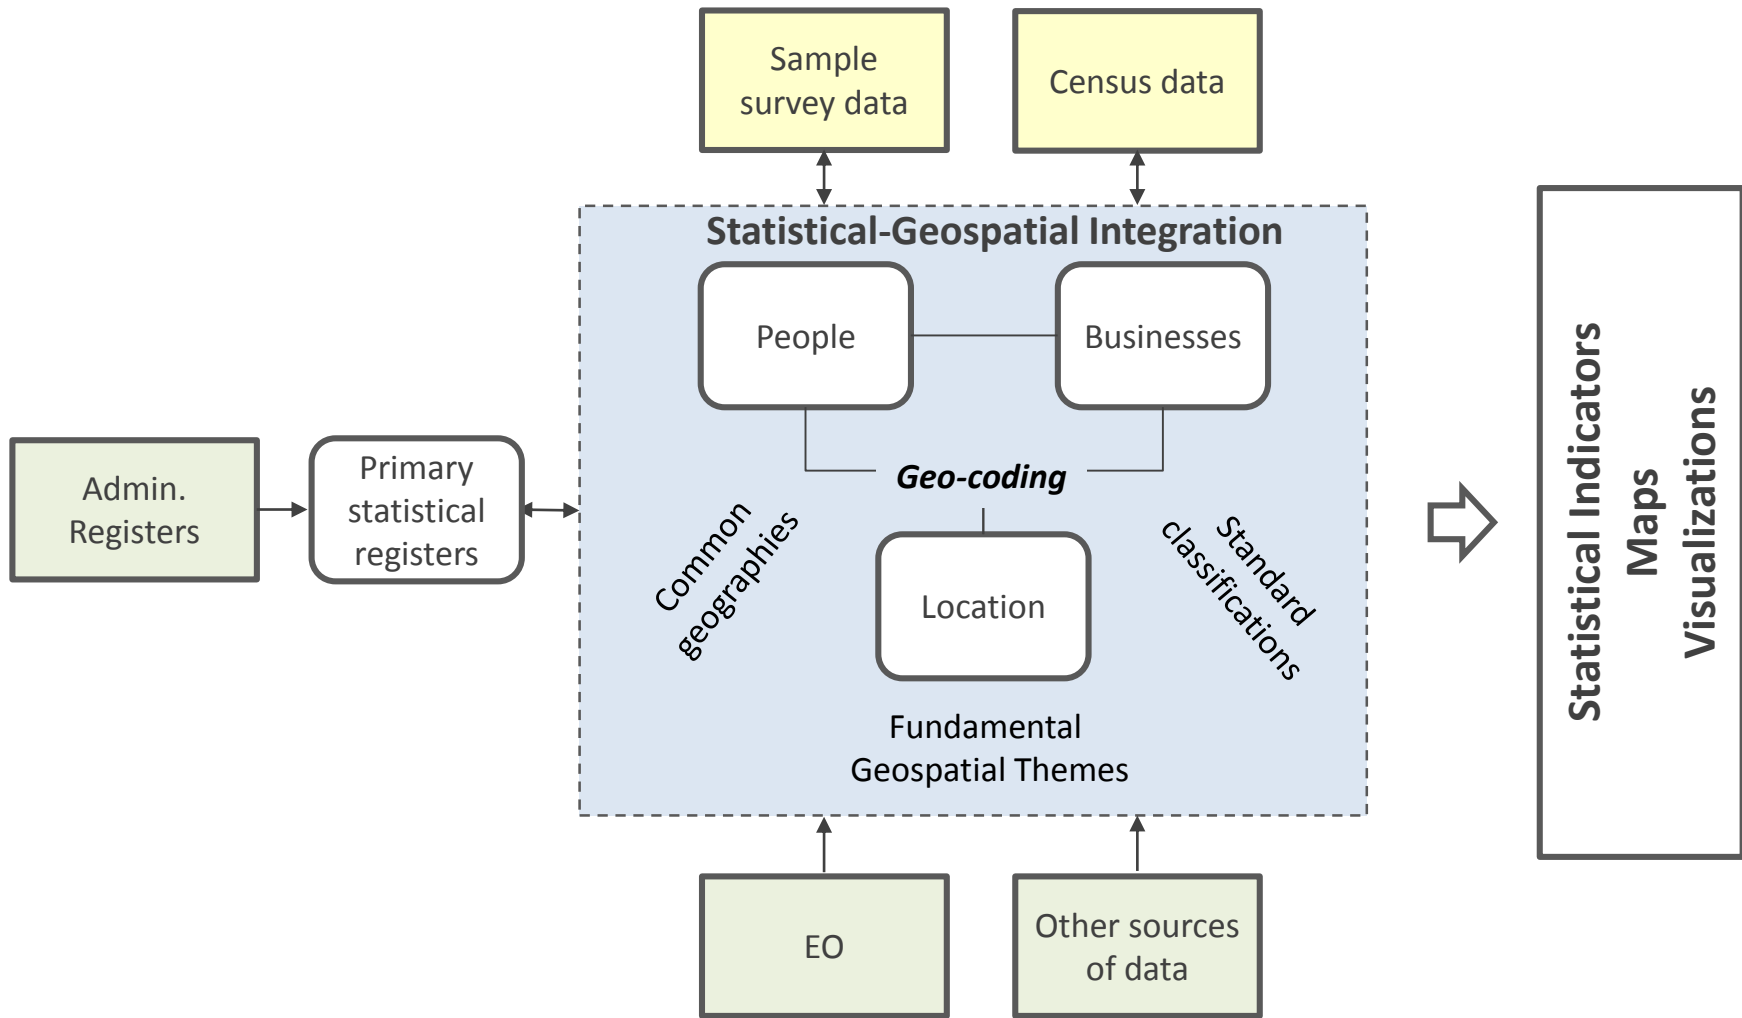 Sample
survey data
Census data
Statistical-Geospatial Integration
People
Businesses
Admin.
Registers
Primary
statistical
registers
Geo-coding
Common
geographies
Standard
classifications
Location
Fundamental
Geospatial Themes
EO
Other sources
of data
Statistical Indicators
Maps
Visualizations